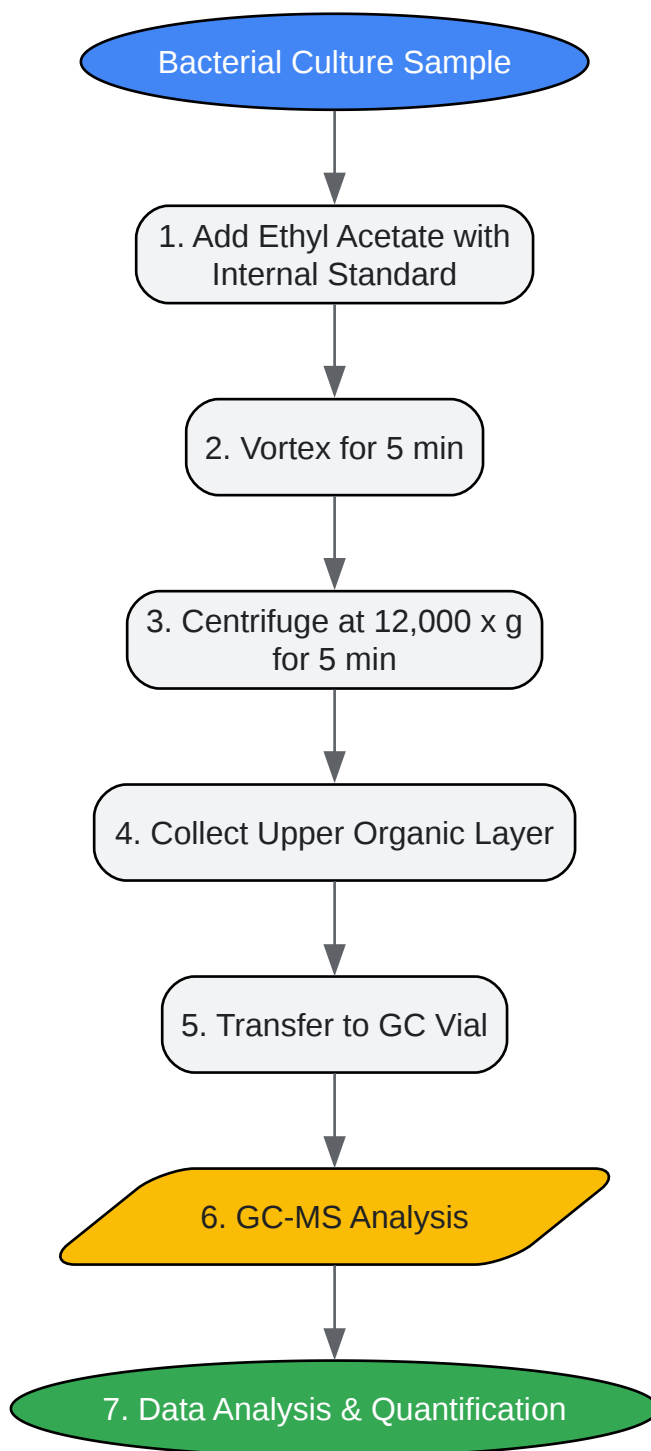 Bacterial Culture Sample
1. Add Ethyl Acetate with
Internal Standard
2. Vortex for 5 min
3. Centrifuge at 12,000 x g
for 5 min
4. Collect Upper Organic Layer
5. Transfer to GC Vial
6. GC-MS Analysis
7. Data Analysis & Quantification